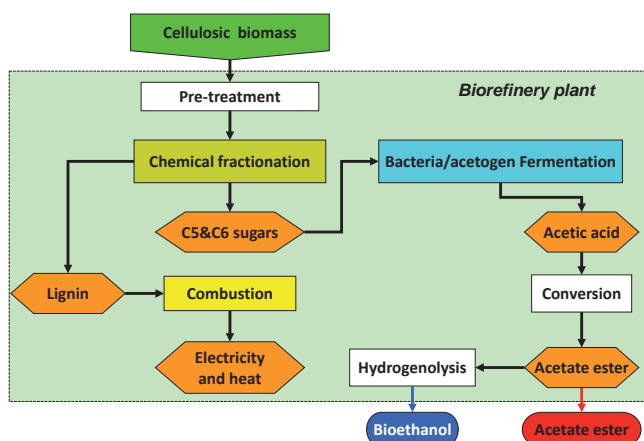 Cellulosic biomass
Biorefinery plant
Pre-treatment
Chemical fractionation
Bacteria/acetogen Fermentation
C5&C6 sugars
Acetic acid
Lignin
Combustion
Conversion
Electricity
and heat
Hydrogenolysis
Acetate ester
Bioethanol
Acetate ester